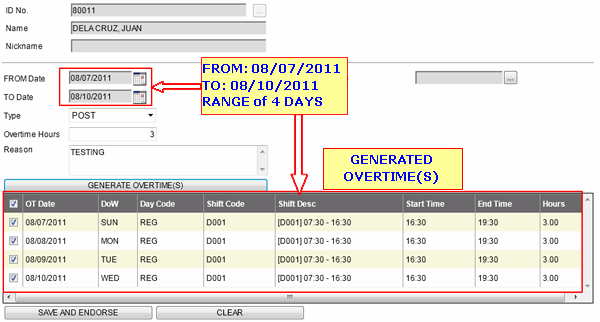 ID No. 80011 ...
Name DELA CRUZ, JUAN
Nickname
FROM Date 08/07/2011
TO Date 08/10/2011
FROM: 08/07/2011
TO: 08/10/2011
RANGE of 4 DAYS
...
Type POST
Overtime Hours 3
Reason TESTING
GENERATED
OVERTIME(S)
GENERATE OVERTIME(S)
OT Date DoW Day Code Shift Code Shift Desc Start Time End Time Hours
08/07/2011 SUN REG D001 [D001] 07:30 - 16:30 16:30 19:30 3.00
08/08/2011 MON REG D001 [D001] 07:30 - 16:30 16:30 19:30 3.00
08/09/2011 TUE REG D001 [D001] 07:30 - 16:30 16:30 19:30 3.00
08/10/2011 WED REG D001 [D001] 07:30 - 16:30 16:30 19:30 3.00
SAVE AND ENDORSE CLEAR